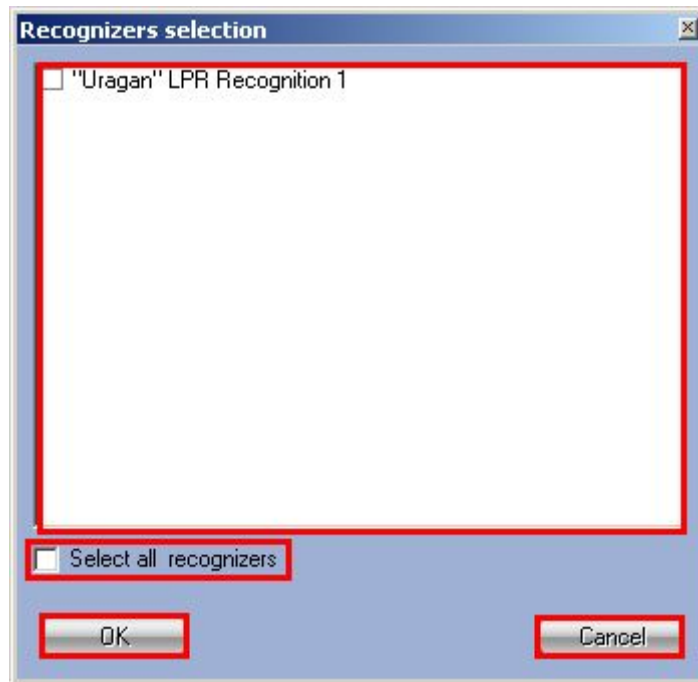 Recognizers selection
"Uragan" LPR Recognition 1
Select all recognizers
OK
Cancel